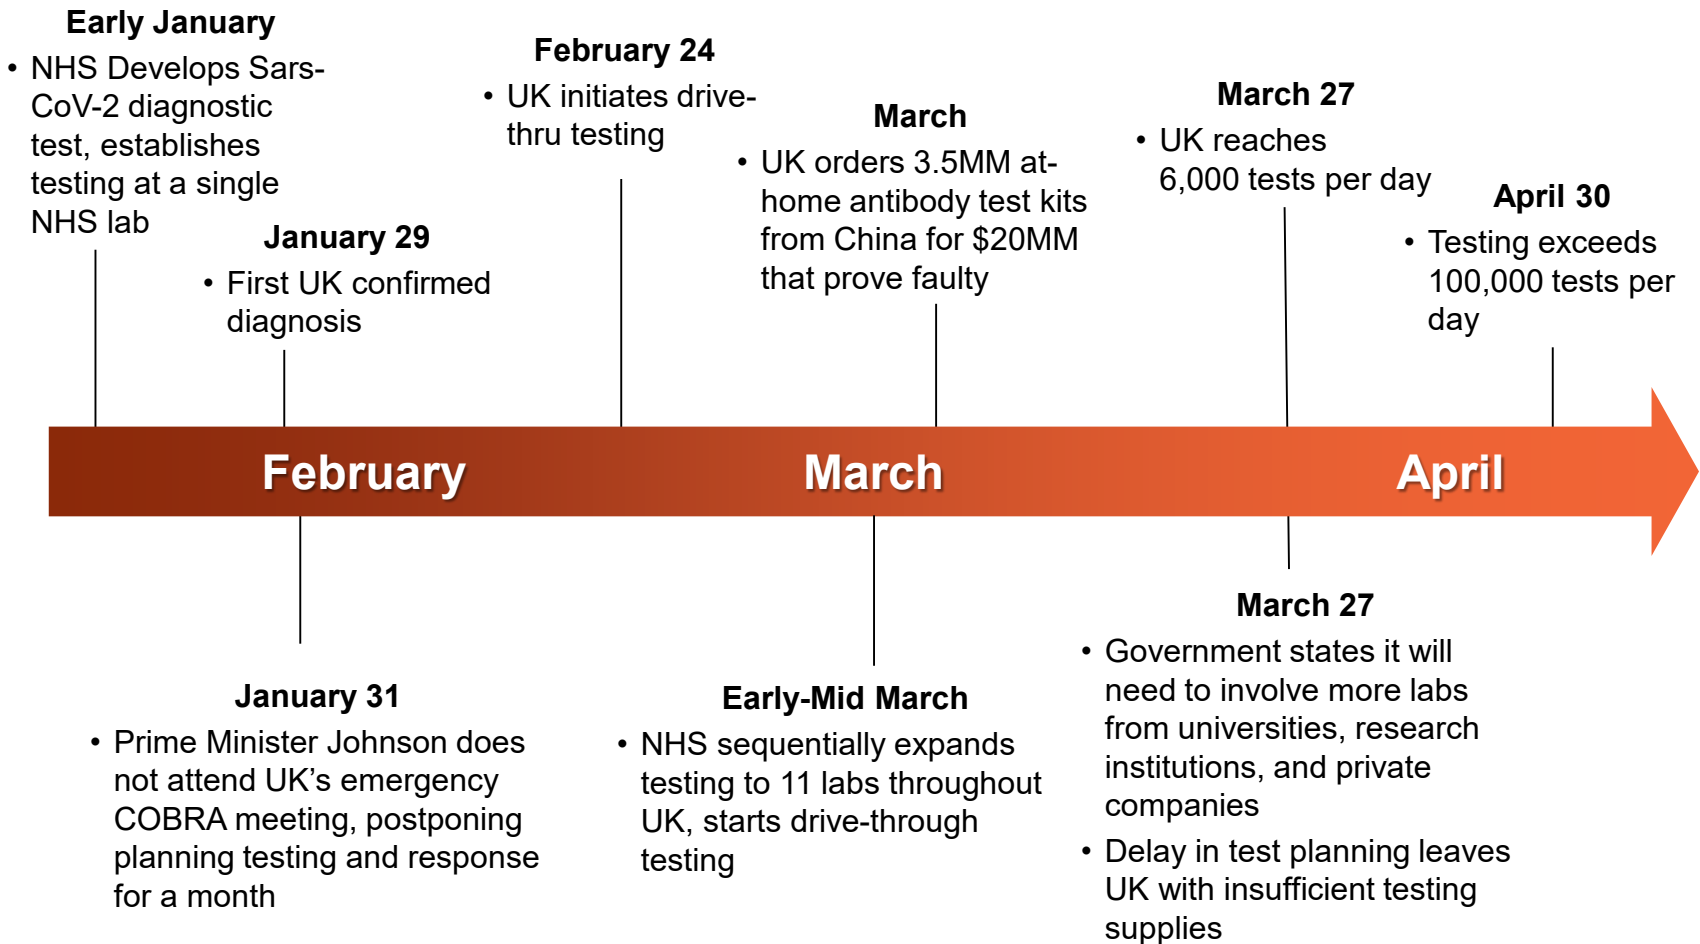 Early January
• NHS Develops Sars-
CoV-2 diagnostic
test, establishes
testing at a single
NHS lab
January 29
• First UK confirmed
diagnosis
February 24
• UK initiates drive-
thru testing
March
• UK orders 3.5MM at-
home antibody test kits
from China for $20MM
that prove faulty
March 27
• UK reaches
6,000 tests per day
April 30
• Testing exceeds
100,000 tests per
day
February
March
April
January 31
• Prime Minister Johnson does
not attend UK’s emergency
COBRA meeting, postponing
planning testing and response
for a month
Early-Mid March
• NHS sequentially expands
testing to 11 labs throughout
UK, starts drive-through
testing
March 27
• Government states it will
need to involve more labs
from universities, research
institutions, and private
companies
• Delay in test planning leaves
UK with insufficient testing
supplies